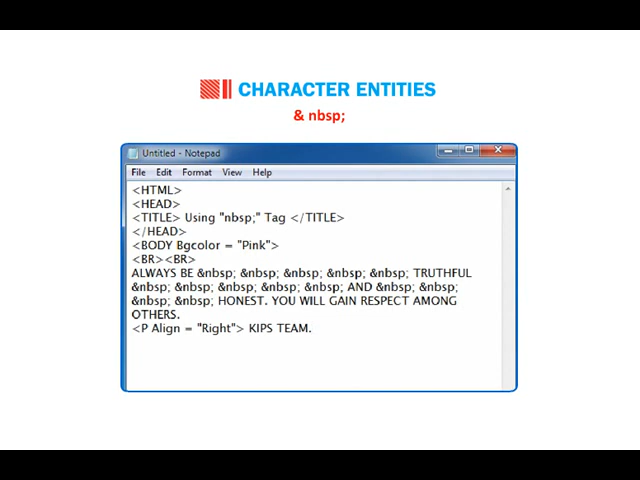 CHARACTER ENTITIES
& nbsp;
Untitled - Notepad
File Edit Format View Help
<HTML>
<HEAD>
<TITLE> Using "nbsp;" Tag </TITLE>
</HEAD>
<BODY Bgcolor = "Pink">
<BR><BR>
ALWAYS BE &nbsp; &nbsp; &nbsp; &nbsp; &nbsp; TRUTHFUL
&nbsp; &nbsp; &nbsp; &nbsp; &nbsp; AND &nbsp; &nbsp;
&nbsp; &nbsp; HONEST. YOU WILL GAIN RESPECT AMONG
OTHERS.
<P Align = "Right"> KIPS TEAM.